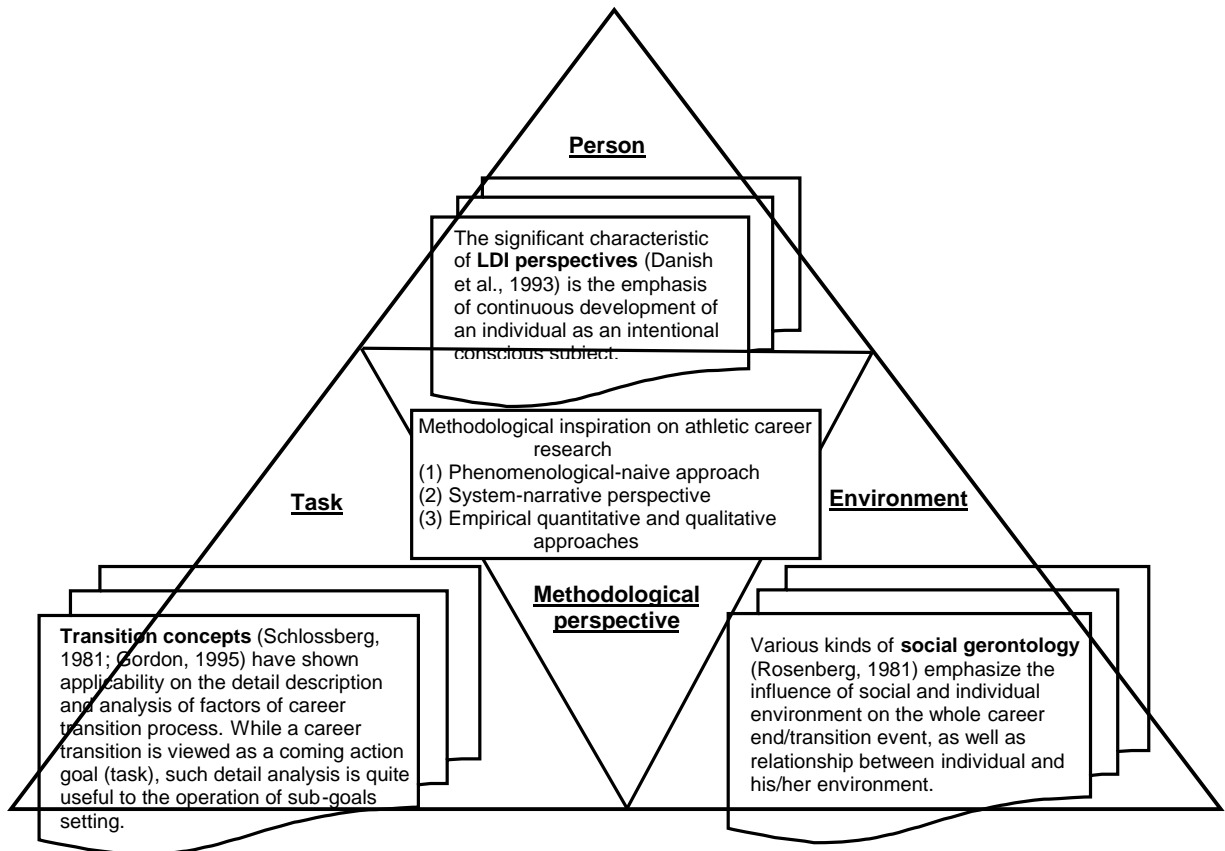 Person
The significant characteristic
of LDI perspectives (Danish
et al., 1993) is the emphasis
of continuous development of
an individual as an intentional
conscious subject.
Methodological inspiration on athletic career
research
(1) Phenomenological-naive approach
(2) System-narrative perspective
(3) Empirical quantitative and qualitative
approaches
Task
Environment
Methodological
perspective
Transition concepts (Schlossberg,
1981; Gordon, 1995) have shown
applicability on the detail description
and analysis of factors of career
transition process. While a career
transition is viewed as a coming action
goal (task), such detail analysis is quite
useful to the operation of sub-goals
setting.
Various kinds of social gerontology
(Rosenberg, 1981) emphasize the
influence of social and individual
environment on the whole career
end/transition event, as well as
relationship between individual and
his/her environment.